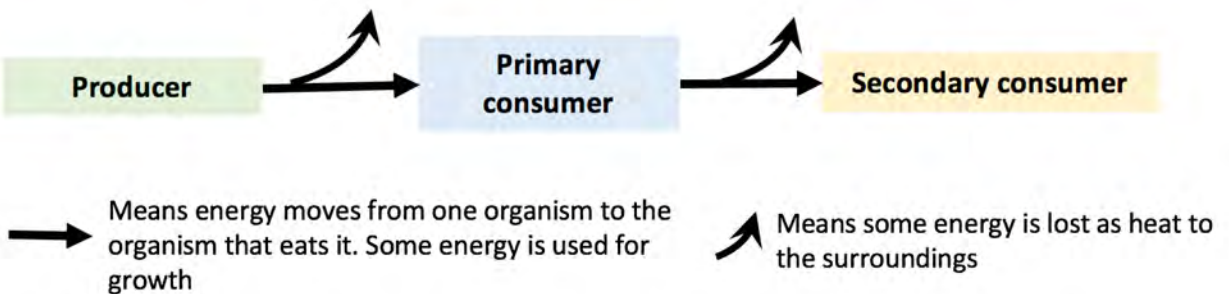 Producer
Primary
consumer
Secondary consumer
Means energy moves from one organism to the
organism that eats it. Some energy is used for
growth
Means some energy is lost as heat to
the surroundings